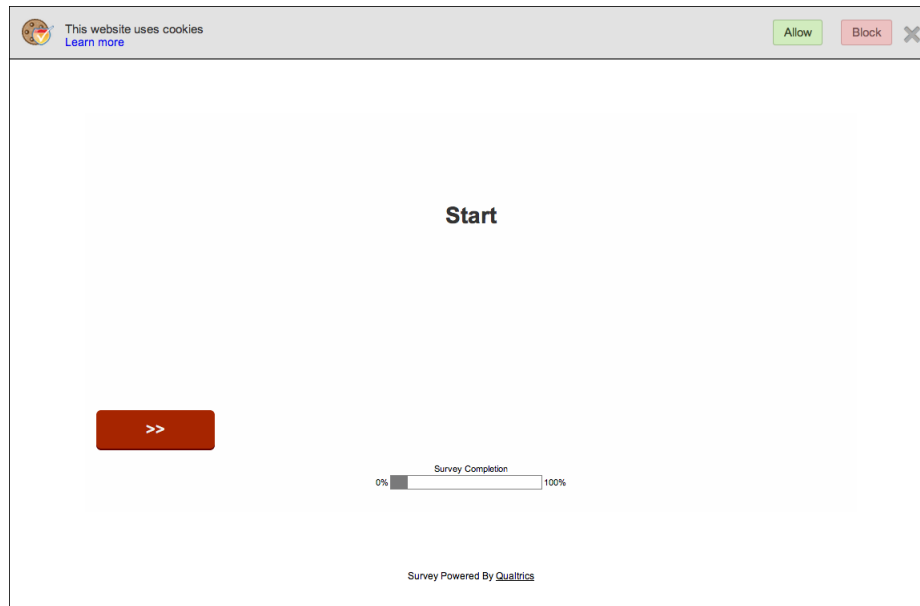 This website uses cookies
Learn more
Allow
Block
Start
>>
Survey Completion
0%
100%
Survey Powered By Qualtrics